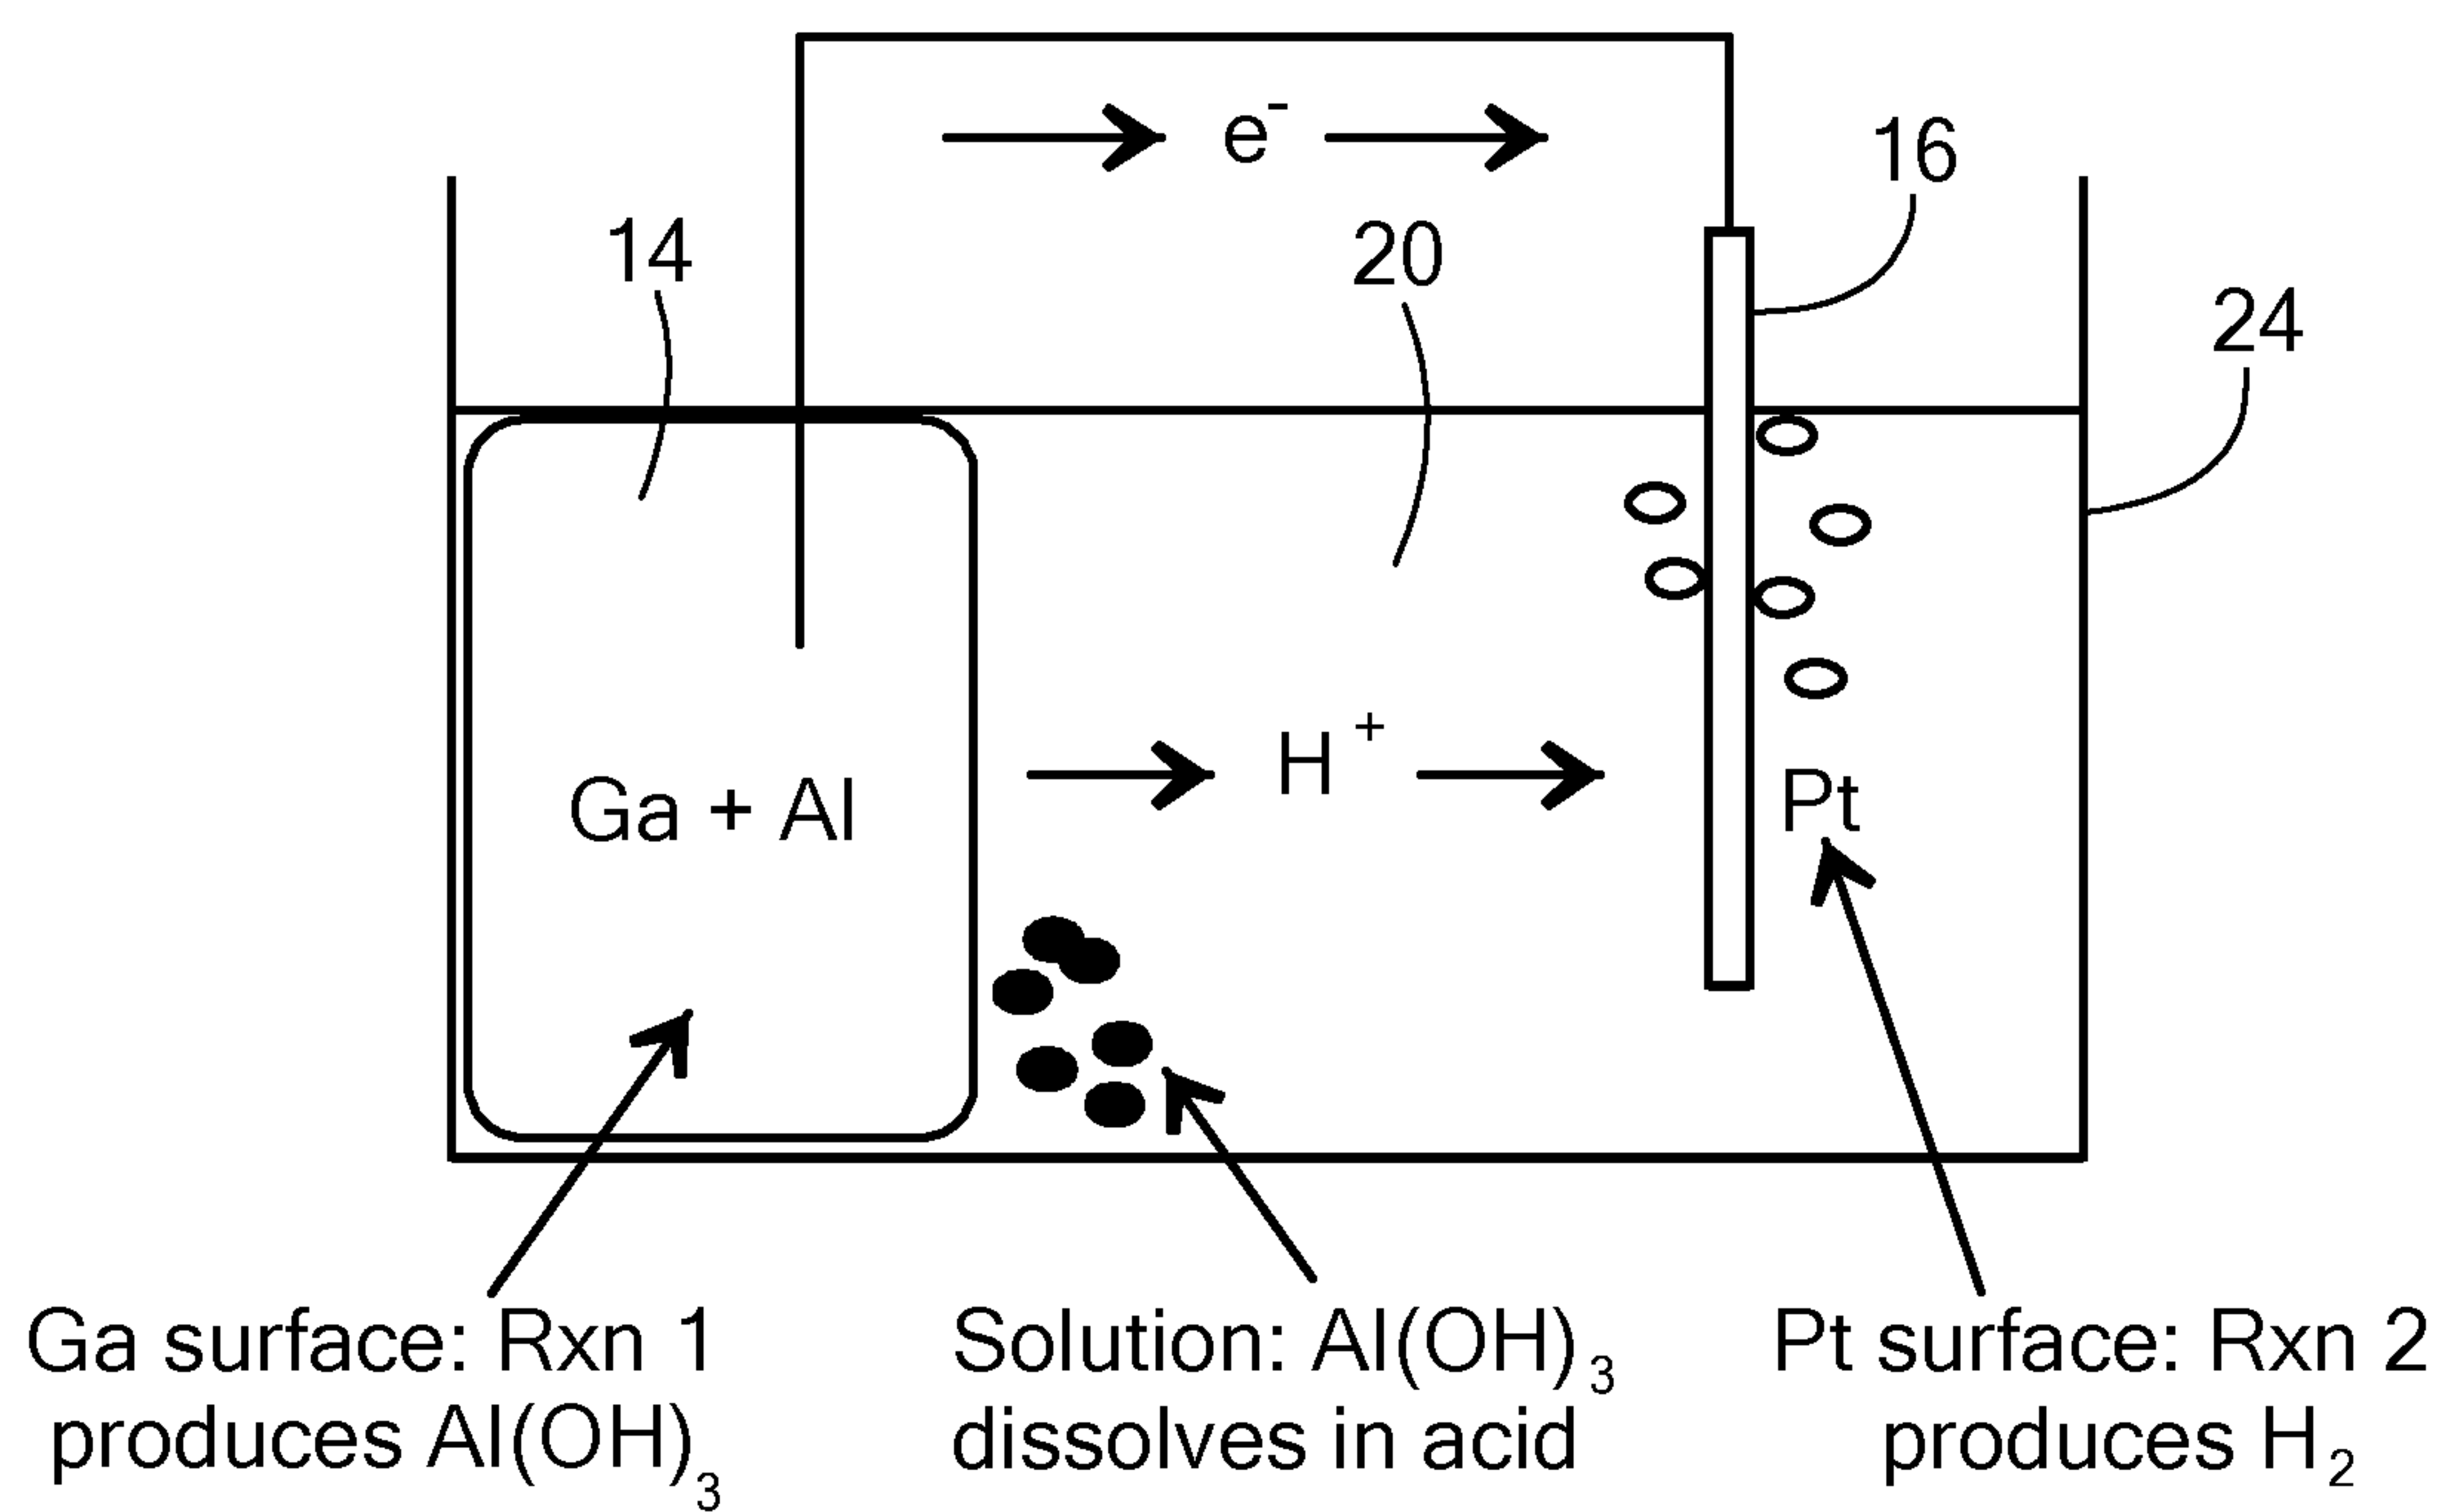 e⁻
16
14
20
24
H⁺
Ga + Al
Pt
Ga surface: Rxn 1
produces Al(OH)₃
Solution: Al(OH)₃
dissolves in acid
Pt surface: Rxn 2
produces H₂